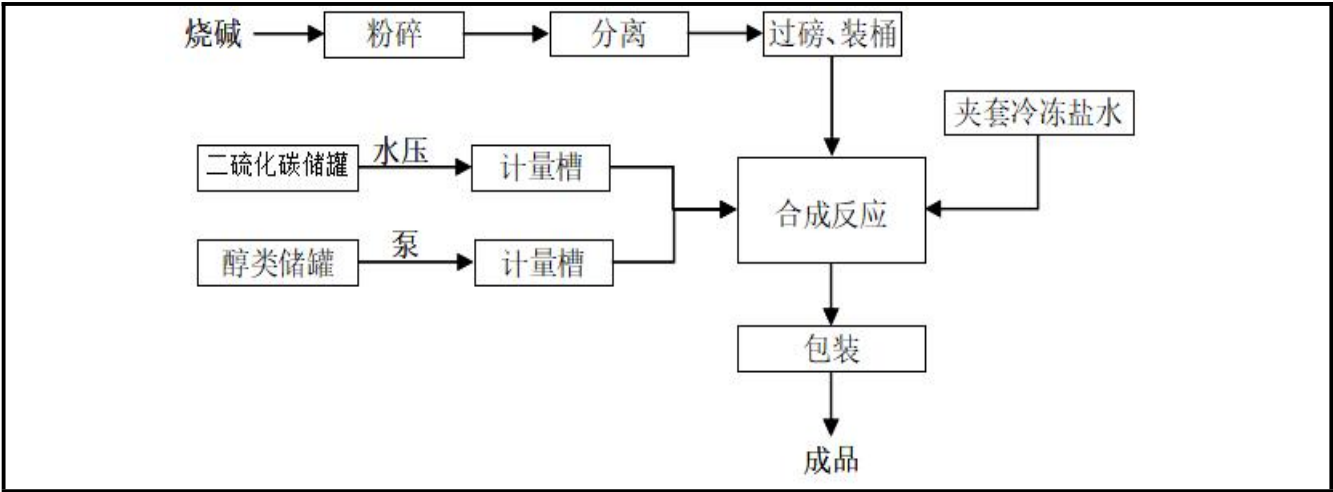 烧碱
粉碎
分离
过磅、装桶
夹套冷冻盐水
二硫化碳储罐
水压
计量槽
合成反应
醇类储罐
泵
计量槽
包装
成品